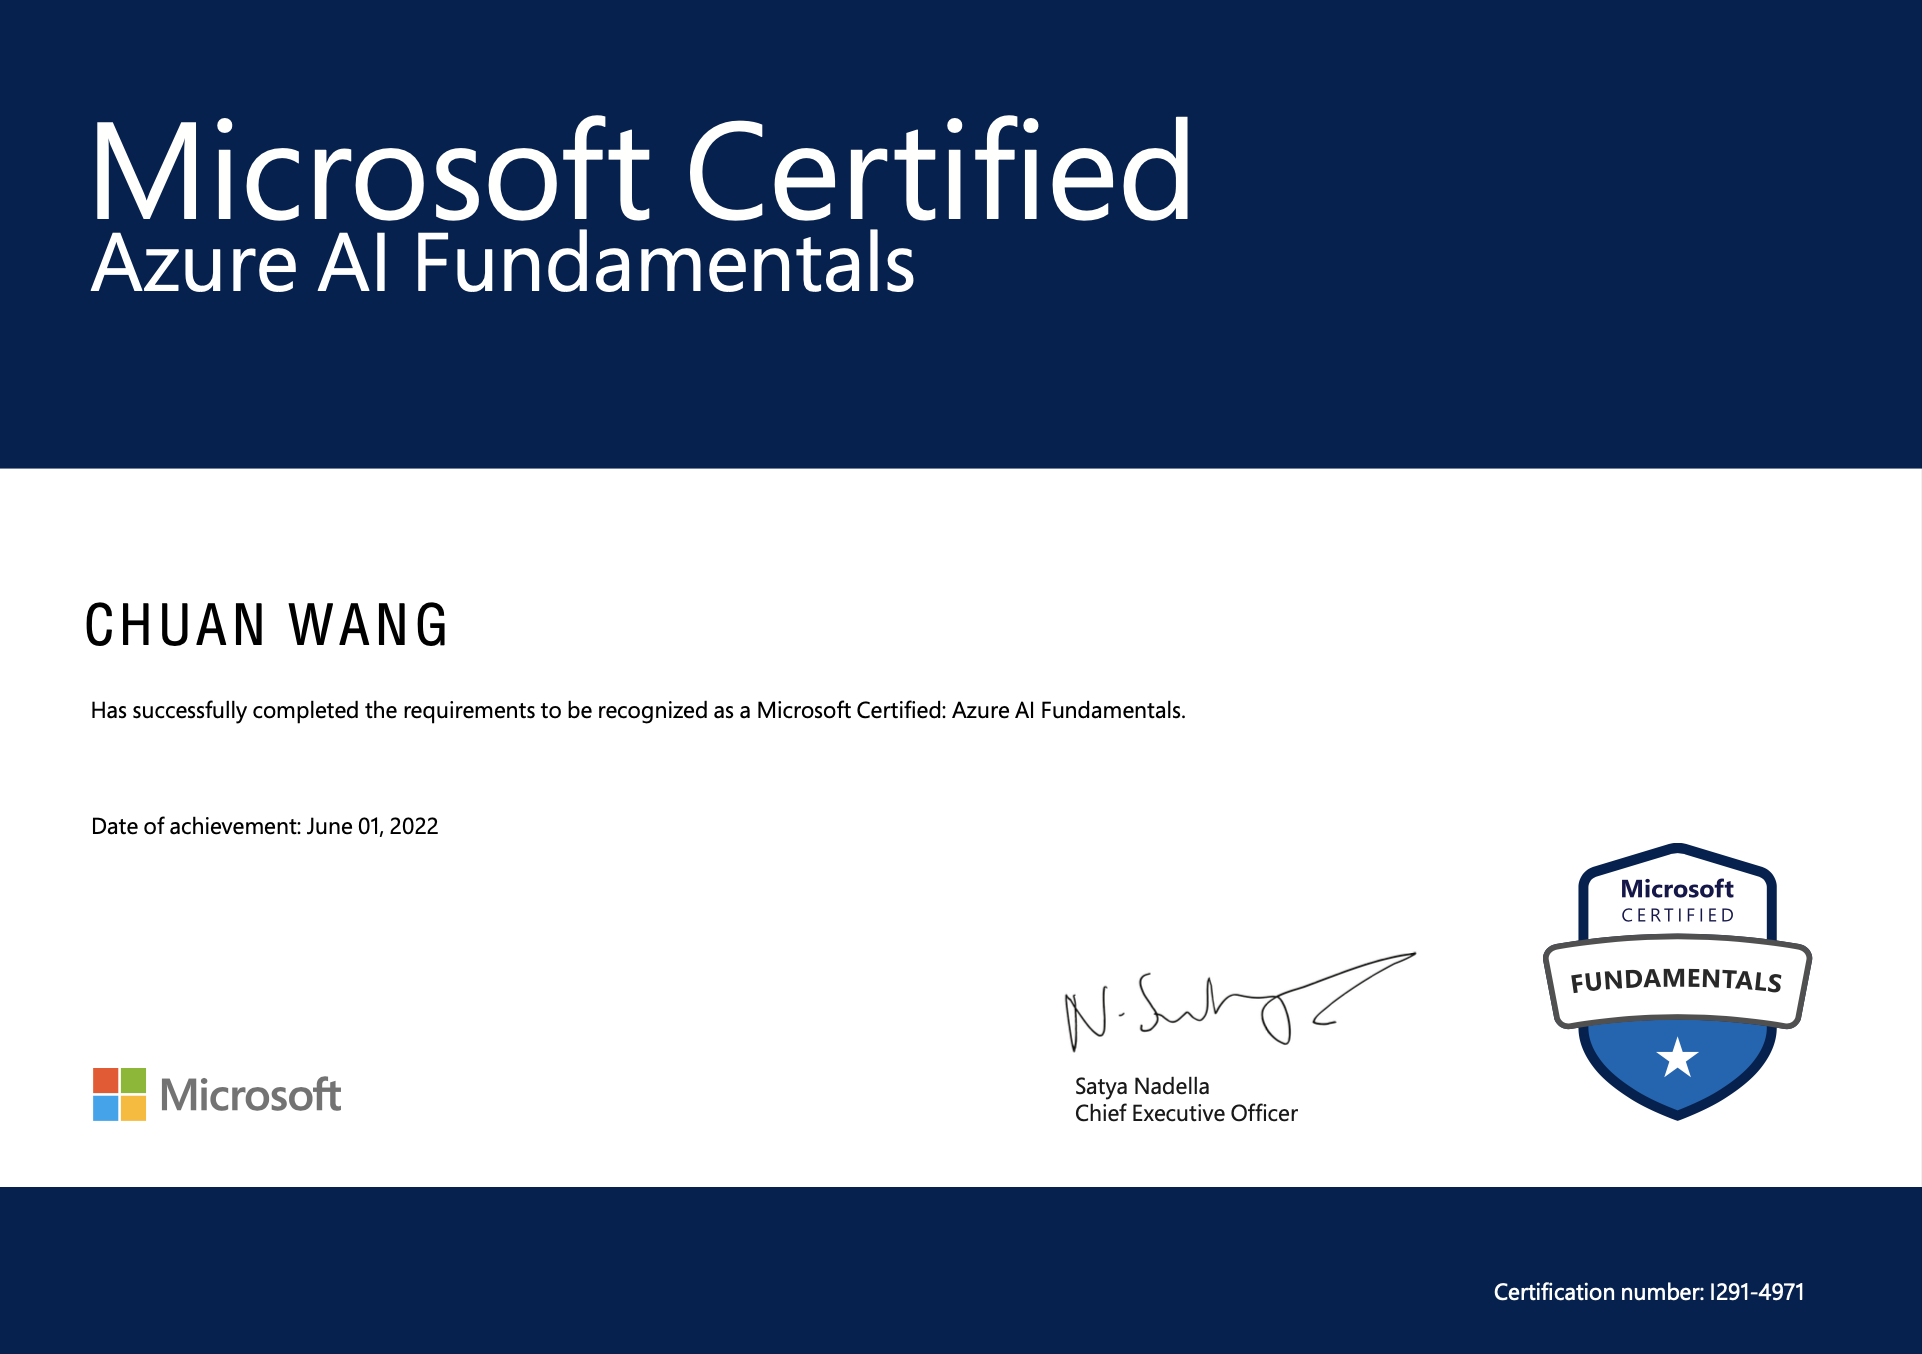 Microsoft Certified
Azure AI Fundamentals
CHUAN WANG
Has successfully completed the requirements to be recognized as a Microsoft Certified: Azure AI Fundamentals.
Date of achievement: June 01, 2022
Microsoft
CERTIFIED
FUNDAMENTALS
Microsoft
Satya Nadella
Chief Executive Officer
Certification number: I291-4971